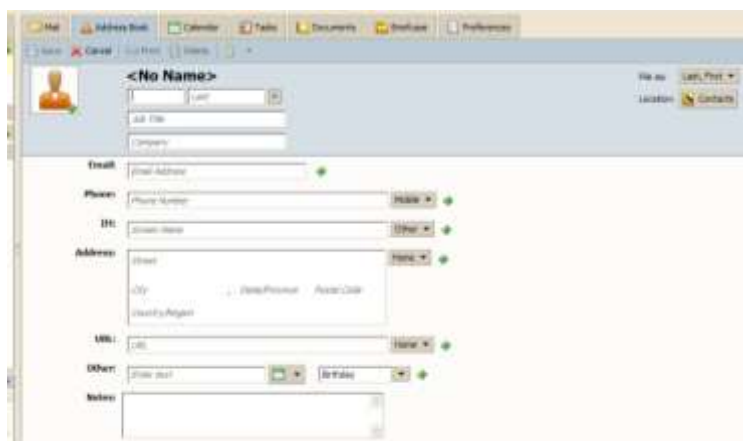 Mail Address Book Calendar Tasks Documents Briefcase Preferences
Save Cancel Print Delete
<No Name>
File as: Last, First
Last
Location: Contacts
Job Title
Company
Email: Email Address
Phone: Phone Number Mobile
IM: Screen Name Other
Address: Street Home
City , State/Province Postal Code
Country/Region
URL: URL Home
Other: Enter text Birthday
Notes: